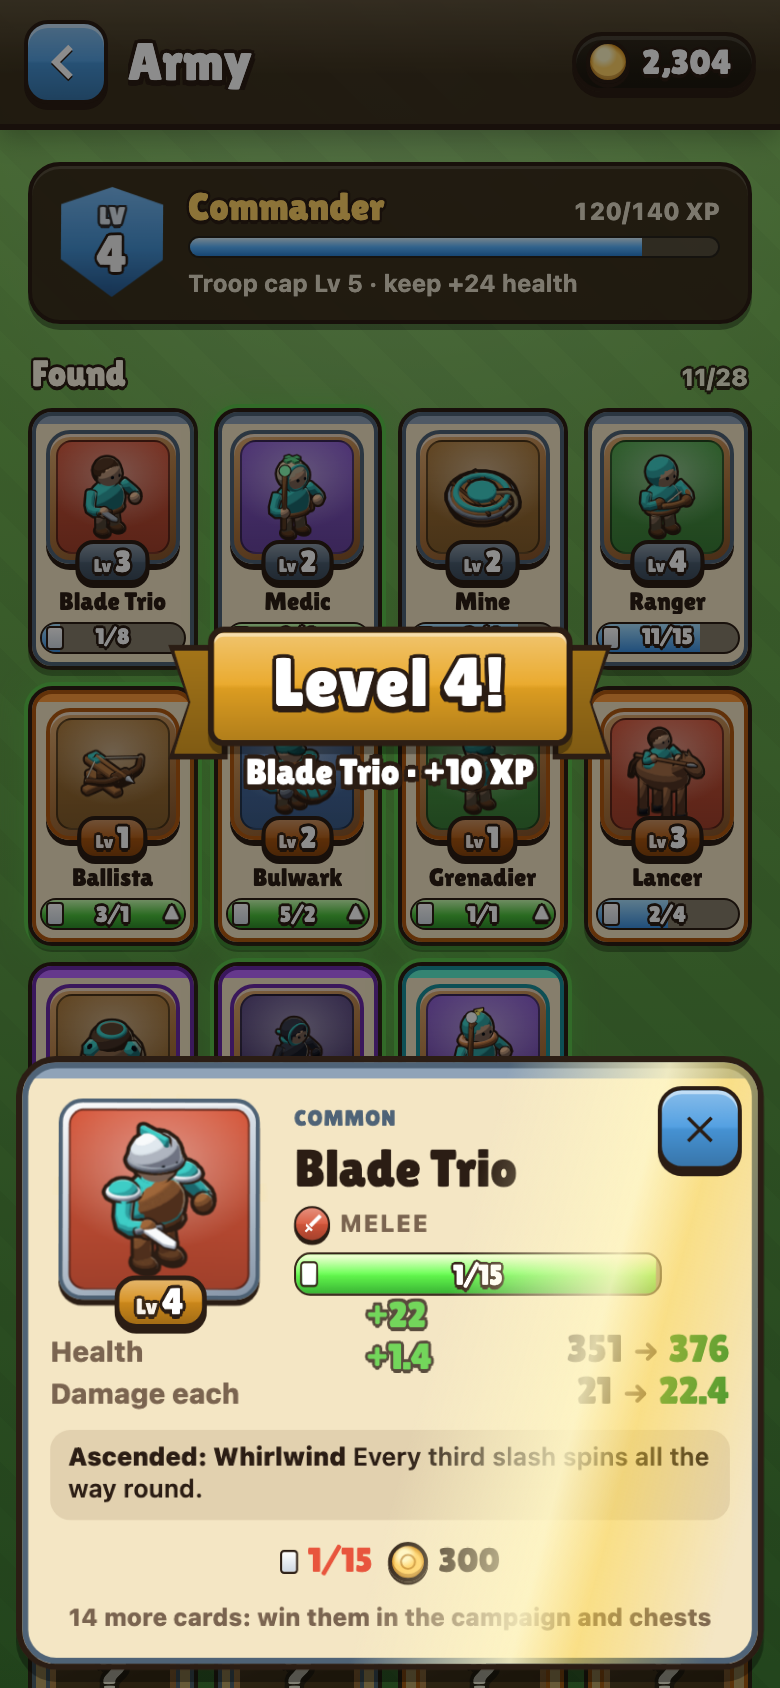 Army
2,304
LV
4
Commander
120/140 XP
Troop cap Lv 5 · keep +24 health
Found
11/28
Lv 3
Lv 2
Lv 2
Lv 4
Blade Trio
Medic
Mine
Ranger
1/8
11/15
Level 4!
Blade Trio · +10 XP
Lv 1
Lv 2
Lv 1
Lv 3
Ballista
Bulwark
Grenadier
Lancer
3/1
5/2
1/1
2/4
COMMON
Blade Trio
MELEE
1/15
Lv 4
+22
Health
351 → 376
+1.4
Damage each
21 → 22.4
Ascended: Whirlwind Every third slash spins all the
way round.
1/15
300
14 more cards: win them in the campaign and chests
? ? ? ?